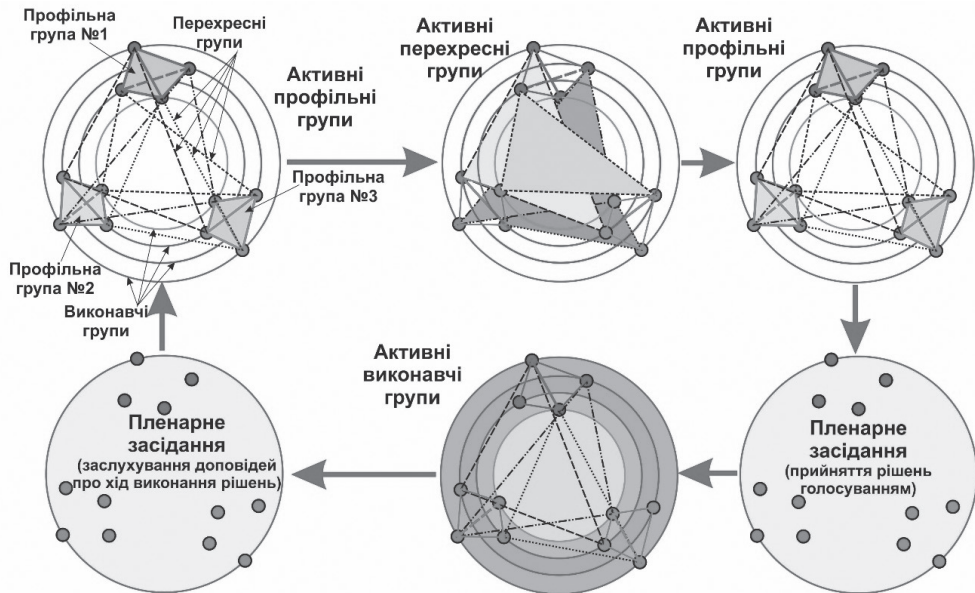 Профільна
група №1
Перехресні
групи
Активні
профільні
групи
Профільна
група №3
Профільна
група №2
Виконавчі
групи
Активні
перехресні
групи
Активні
профільні
групи
Пленарне
засідання
(прийняття рішень
голосуванням)
Активні
виконавчі
групи
Пленарне
засідання
(заслухування доповідей
про хід виконання рішень)